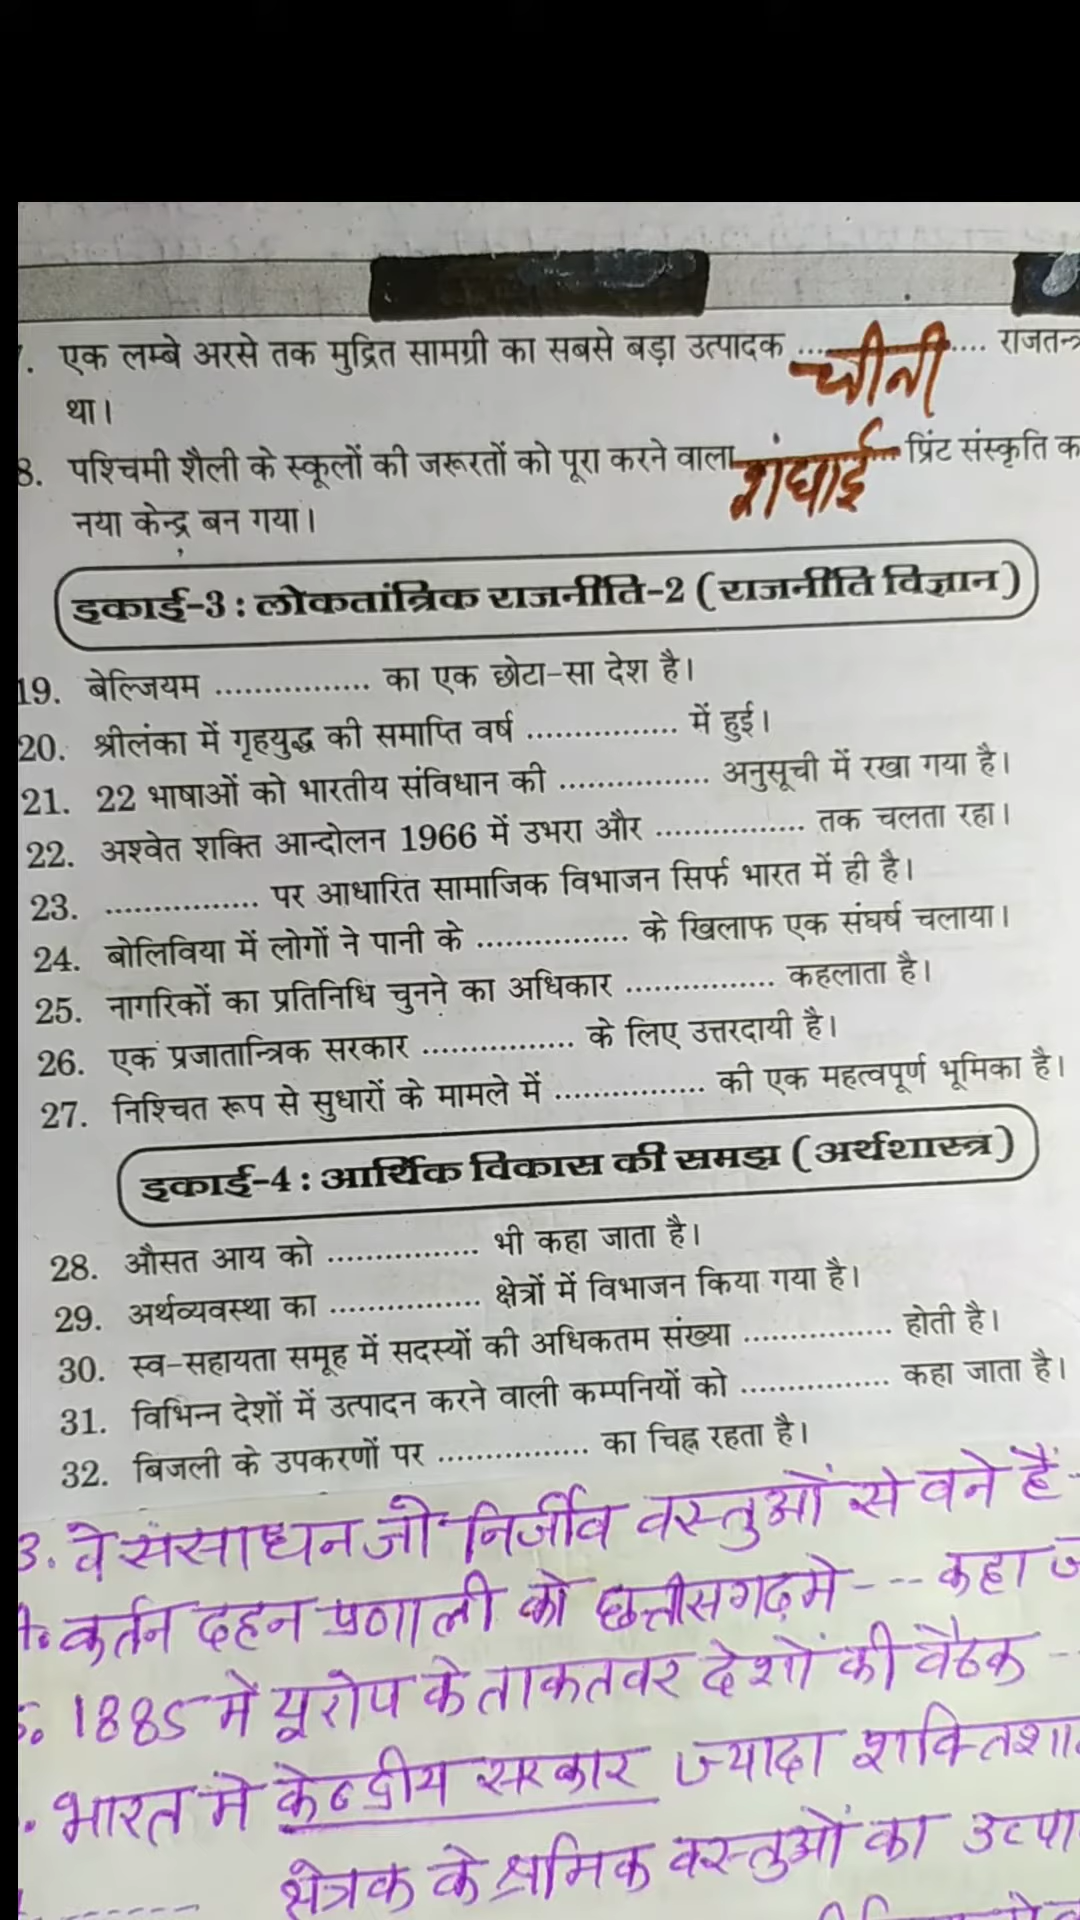 एक लम्बे अरसे तक मुद्रित सामग्री का सबसे बड़ा उत्पादक ...चीनी.... राजतन्त्र
था।
8. पश्चिमी शैली के स्कूलों की जरूरतों को पूरा करने वाला शंघाई... प्रिंट संस्कृति क
नया केन्द्र बन गया।
इकाई-3 : लोकतांत्रिक राजनीति-2 (राजनीति विज्ञान)
19. बेल्जियम ................ का एक छोटा-सा देश है।
20. श्रीलंका में गृहयुद्ध की समाप्ति वर्ष ................ में हुई।
21. 22 भाषाओं को भारतीय संविधान की ................ अनुसूची में रखा गया है।
22. अश्वेत शक्ति आन्दोलन 1966 में उभरा और ................ तक चलता रहा।
23. ................ पर आधारित सामाजिक विभाजन सिर्फ भारत में ही है।
24. बोलिविया में लोगों ने पानी के ................ के खिलाफ एक संघर्ष चलाया।
25. नागरिकों का प्रतिनिधि चुनने का अधिकार ................ कहलाता है।
26. एक प्रजातान्त्रिक सरकार ................ के लिए उत्तरदायी है।
27. निश्चित रूप से सुधारों के मामले में ................ की एक महत्वपूर्ण भूमिका है।
इकाई-4 : आर्थिक विकास की समझ (अर्थशास्त्र)
28. औसत आय को ................ भी कहा जाता है।
29. अर्थव्यवस्था का ................ क्षेत्रों में विभाजन किया गया है।
30. स्व-सहायता समूह में सदस्यों की अधिकतम संख्या ................ होती है।
31. विभिन्न देशों में उत्पादन करने वाली कम्पनियों को ................ कहा जाता है।
32. बिजली के उपकरणों पर ................ का चिह्न रहता है।
3. वे संसाधन जो निर्जीव वस्तुओं से बने हैं-
कर्तन दहन प्रणाली को छत्तीसगढ़ मे --- कहा ज
1885 में यूरोप के ताकतवर देशों की बैठक --
भारत में केन्द्रीय सरकार ज्यादा शक्तिशा
------- क्षेत्रक के श्रमिक वस्तुओं का उत्पा